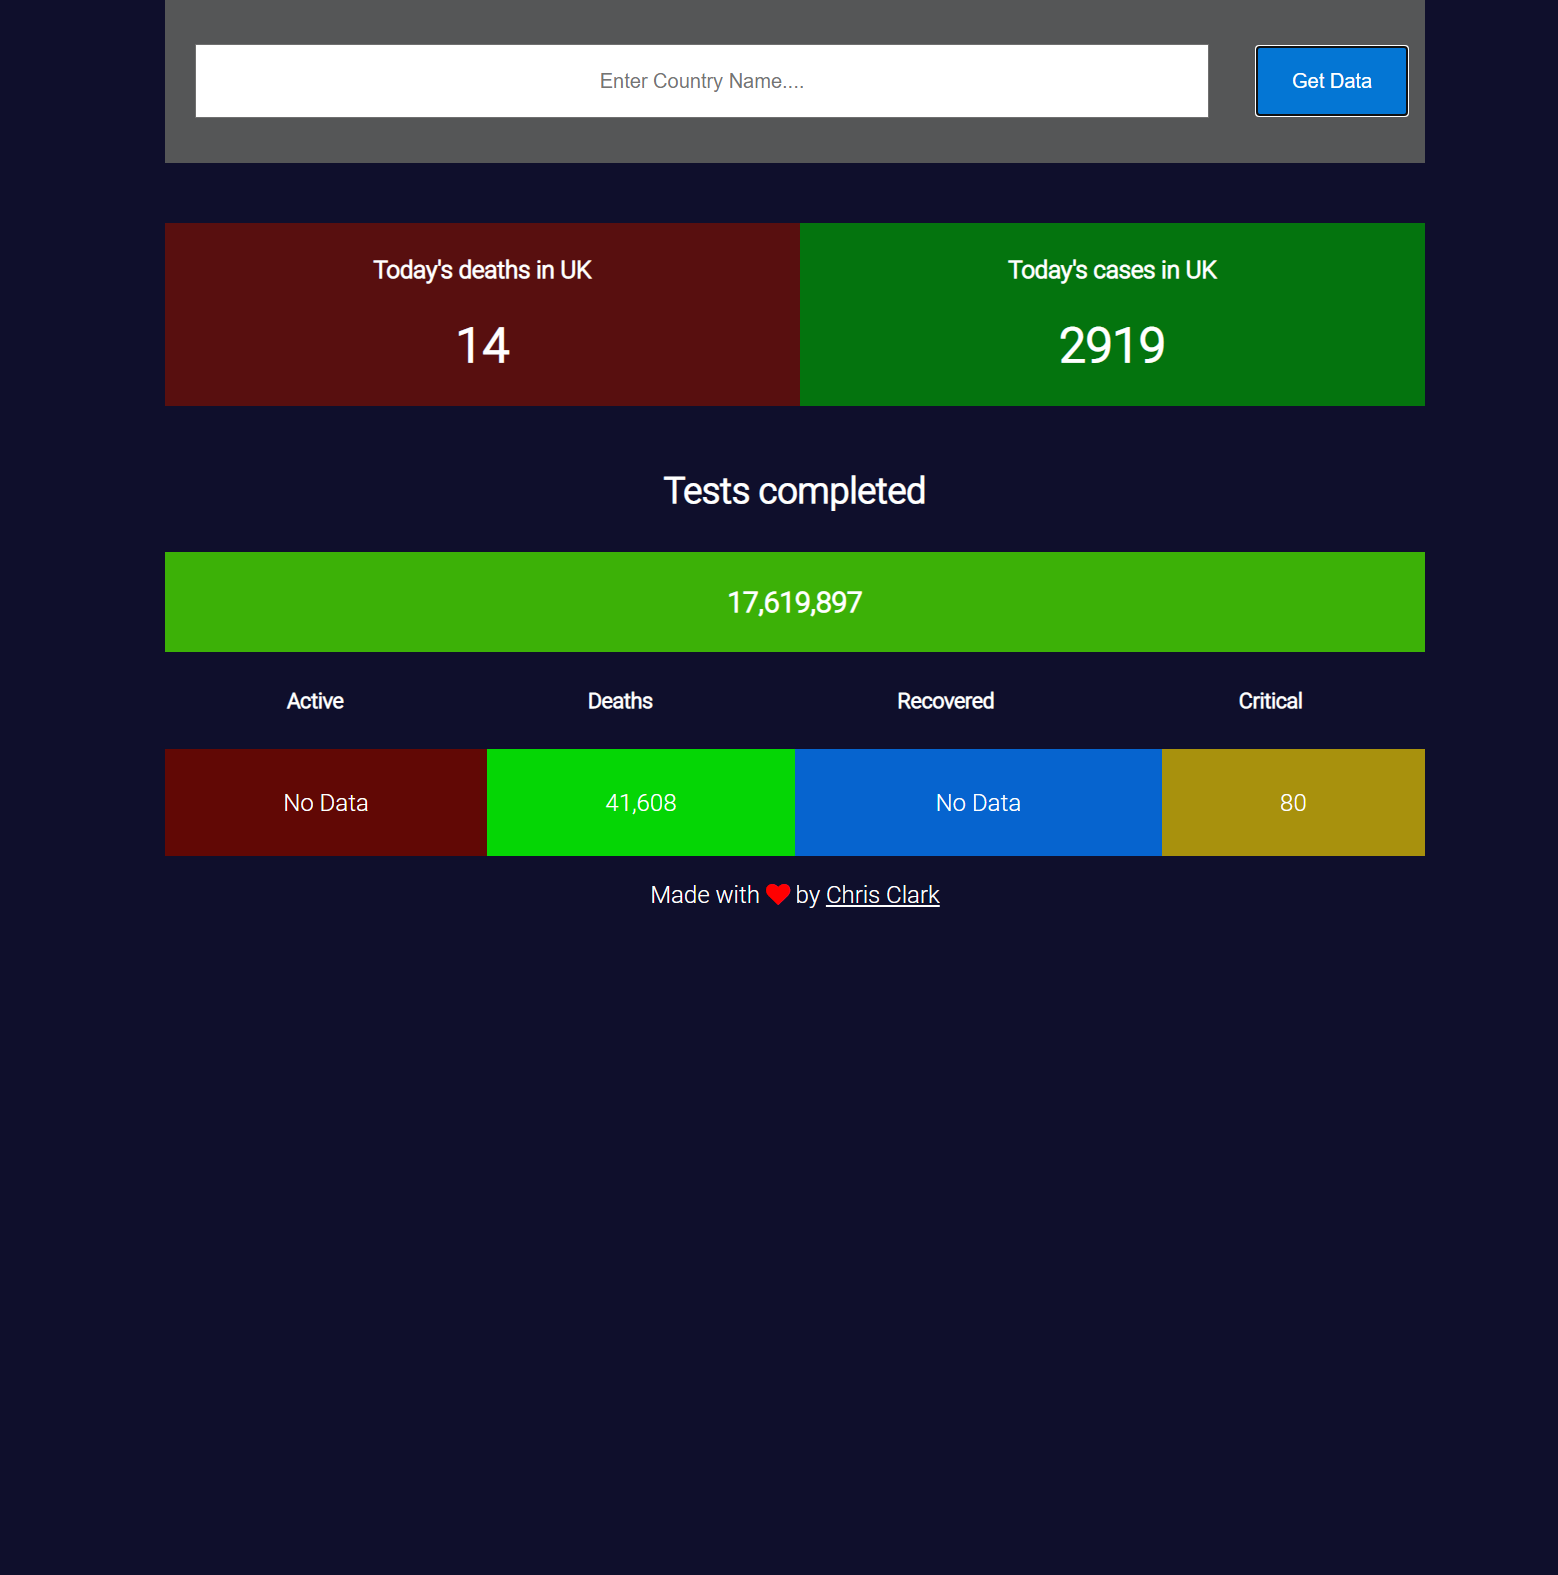 Enter Country Name....
Get Data
Today's deaths in UK
14
Today's cases in UK
2919
Tests completed
17,619,897
Active Deaths Recovered Critical
No Data 41,608 No Data 80
Made with ❤ by Chris Clark